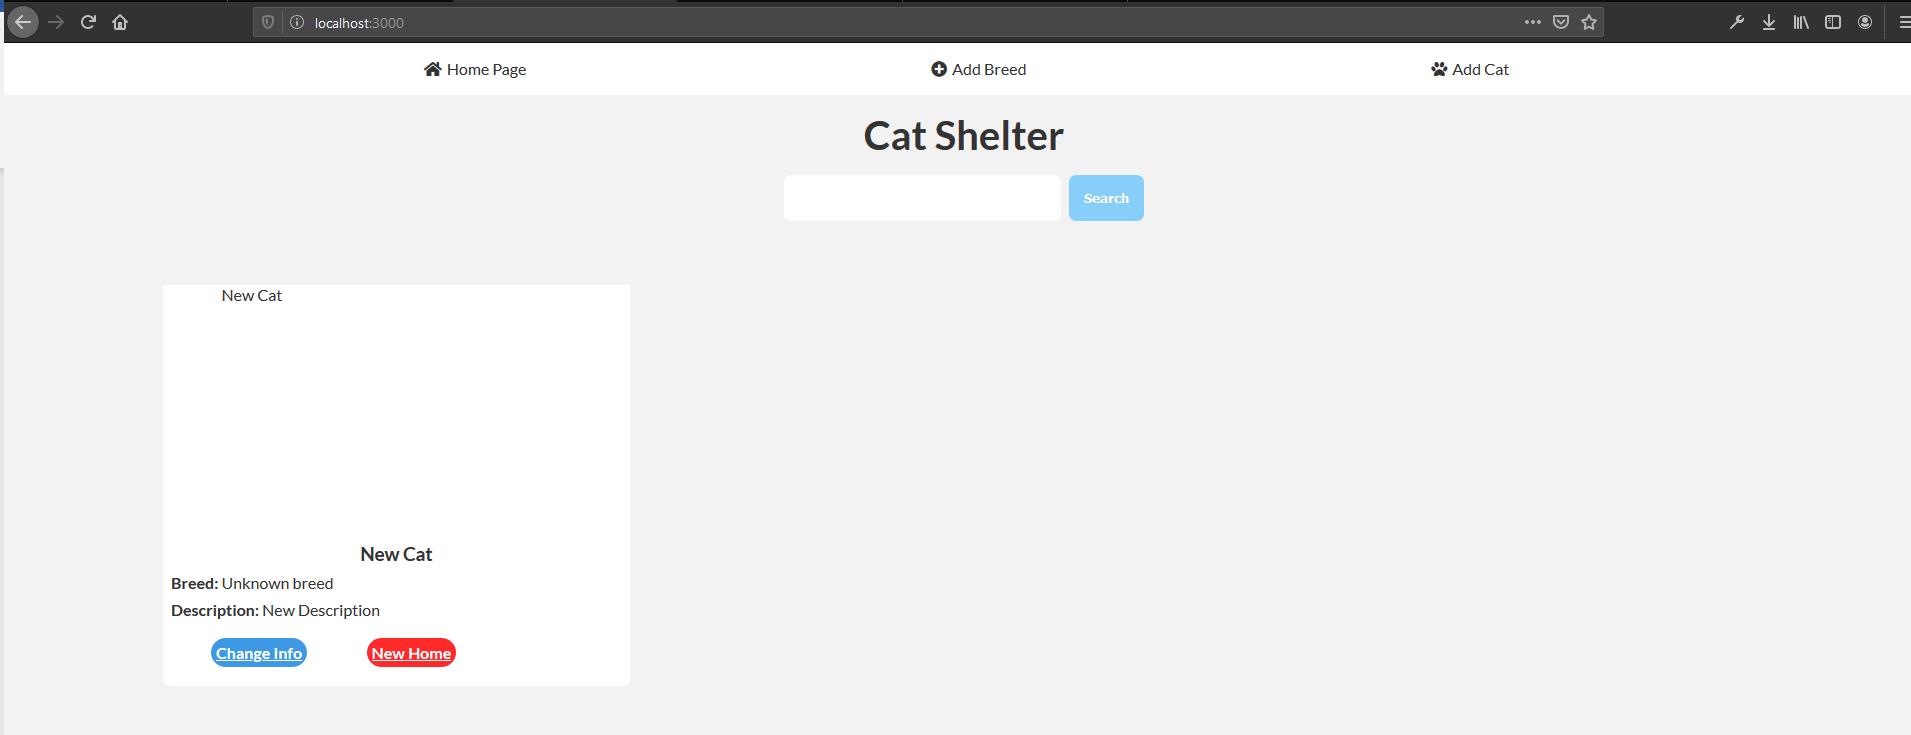 localhost:3000
Home Page Add Breed Add Cat
Cat Shelter
Search
New Cat
New Cat
Breed: Unknown breed
Description: New Description
Change Info New Home